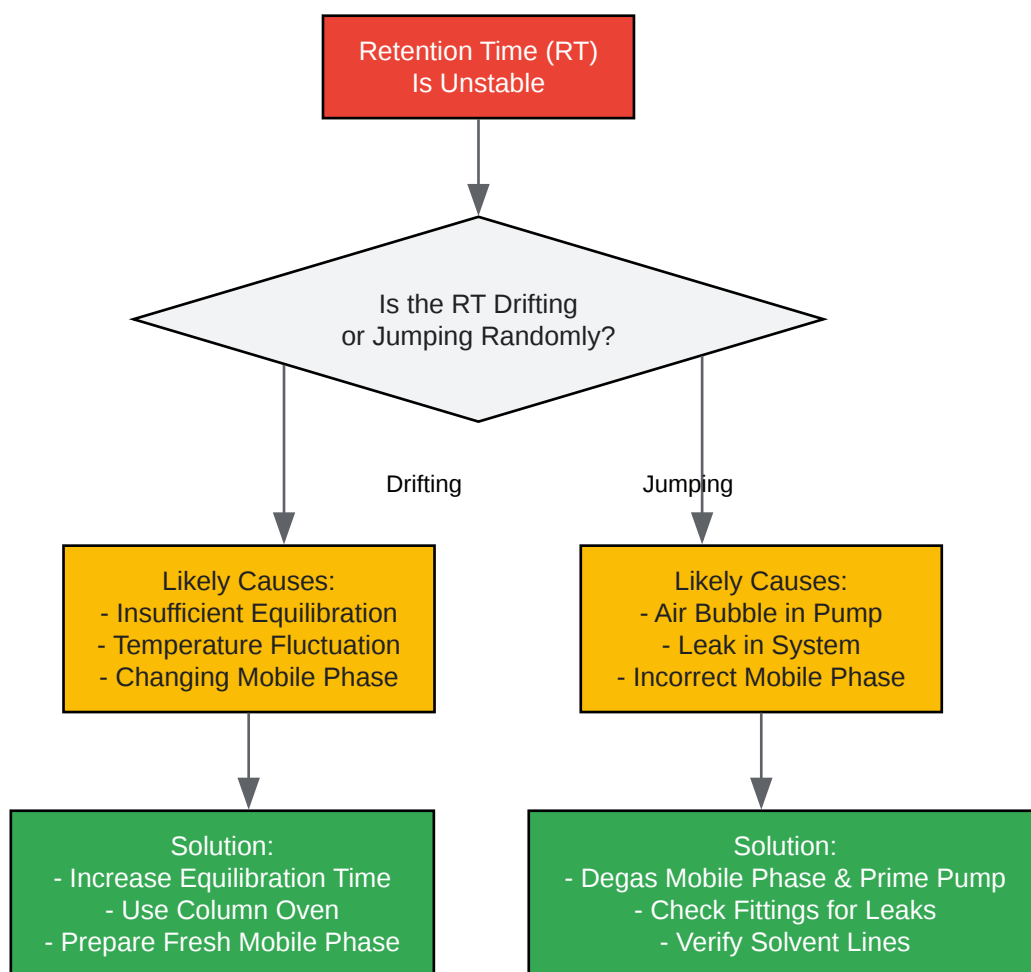 Retention Time (RT)
Is Unstable
Is the RT Drifting
or Jumping Randomly?
Drifting
Jumping
Likely Causes:
- Insufficient Equilibration
- Temperature Fluctuation
- Changing Mobile Phase
Likely Causes:
- Air Bubble in Pump
- Leak in System
- Incorrect Mobile Phase
Solution:
- Increase Equilibration Time
- Use Column Oven
- Prepare Fresh Mobile Phase
Solution:
- Degas Mobile Phase & Prime Pump
- Check Fittings for Leaks
- Verify Solvent Lines